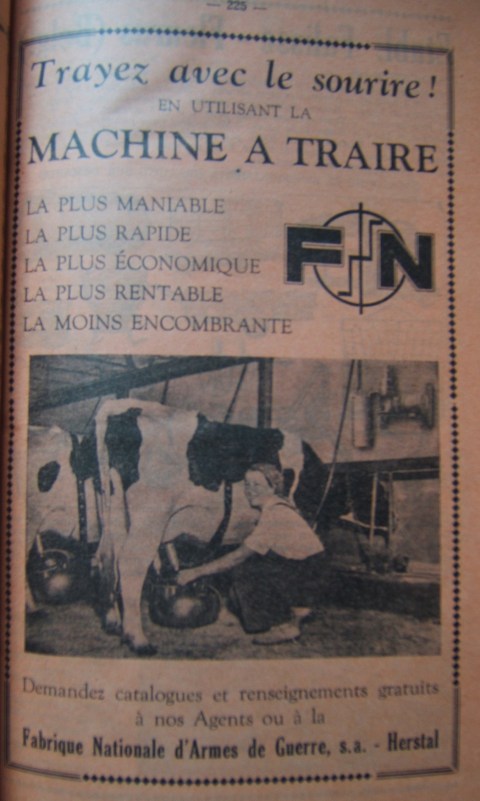 — 225 —
Trayez avec le sourire !
EN UTILISANT LA
MACHINE A TRAIRE
LA PLUS MANIABLE
LA PLUS RAPIDE
LA PLUS ÉCONOMIQUE
LA PLUS RENTABLE
LA MOINS ENCOMBRANTE
FN
Demandez catalogues et renseignements gratuits
à nos Agents ou à la
Fabrique Nationale d'Armes de Guerre, s.a. - Herstal